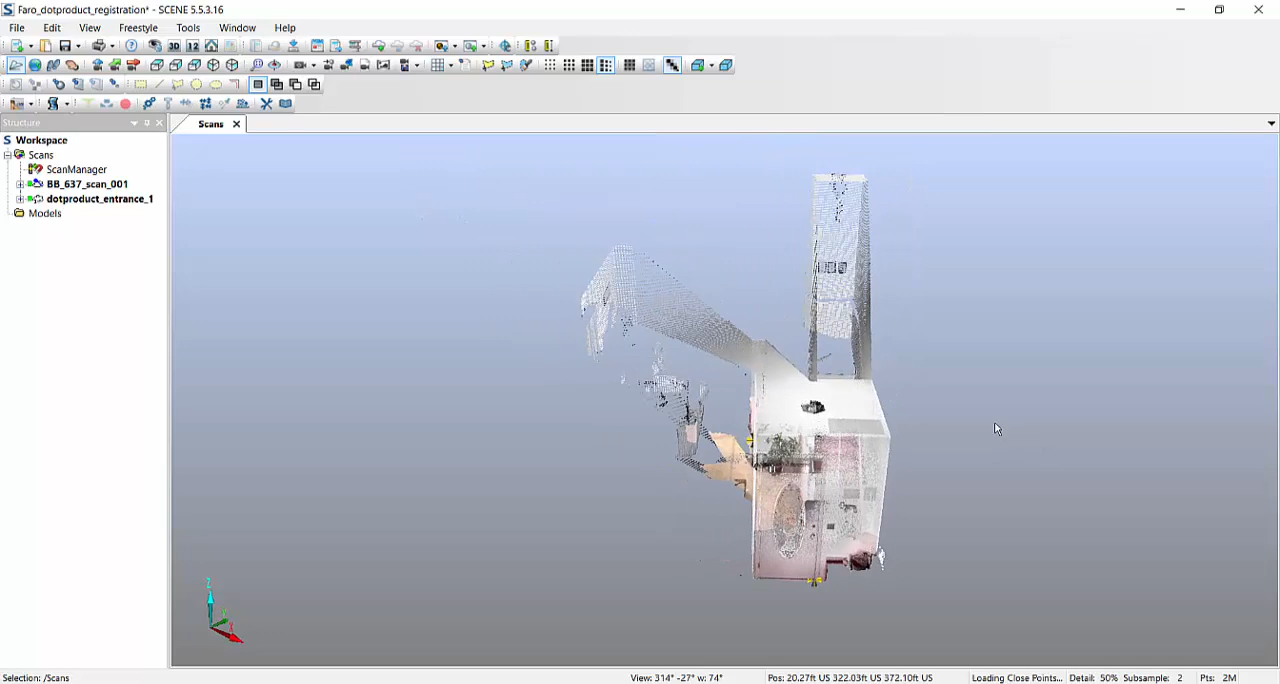 Faro_dotproduct_registration* - SCENE 5.5.3.16
File Edit View Freestyle Tools Window Help
3D 12
Structure
Scans
Workspace
Scans
ScanManager
BB_637_scan_001
dotproduct_entrance_1
Models
Z
Y
X
Selection: /Scans
View: 314° -27° w: 74°
Pos: 20.27ft US 322.03ft US 372.10ft US
Loading Close Points...
Detail: 50%
Subsample: 2
Pts: 2M